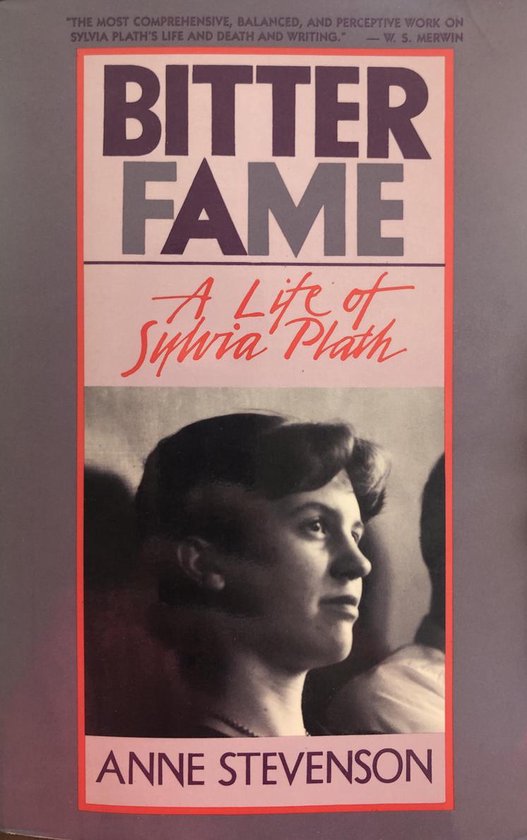 "THE MOST COMPREHENSIVE, BALANCED, AND PERCEPTIVE WORK ON
SYLVIA PLATH'S LIFE AND DEATH AND WRITING." — W. S. MERWIN
BITTER
FAME
A Life of
Sylvia Plath
ANNE STEVENSON